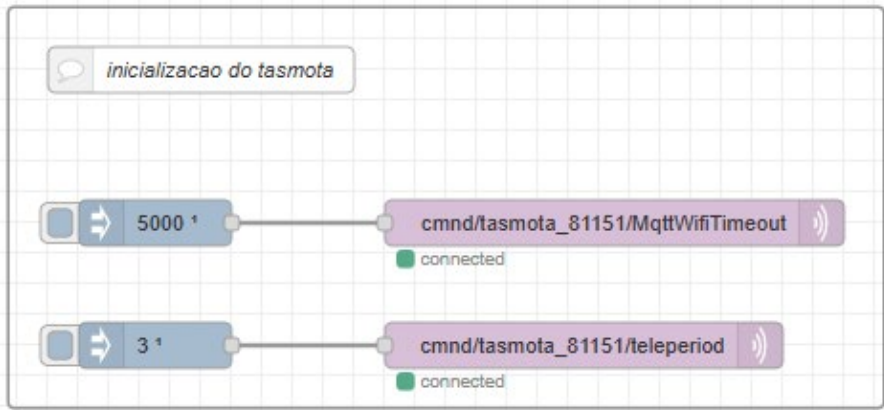 inicializacao do tasmota
5000 ¹
cmnd/tasmota_81151/MqttWifiTimeout
connected
3 ¹
cmnd/tasmota_81151/teleperiod
connected